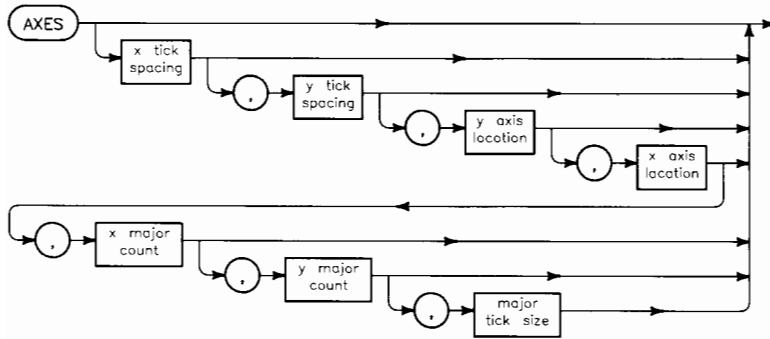 AXES
x tick
spacing
,
y tick
spacing
,
y axis
location
,
x axis
location
,
x major
count
,
y major
count
,
major
tick size